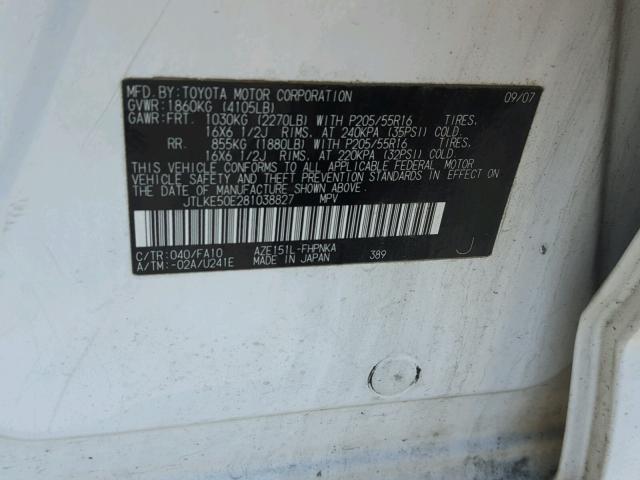 MFD.BY:TOYOTA MOTOR CORPORATION 09/07
GVWR:1860KG (4105LB)
GAWR:FRT. 1030KG (2270LB) WITH P205/55R16 TIRES.
16X6 1/2J RIMS. AT 240KPA (35PSI) COLD.
RR. 855KG (1880LB) WITH P205/55R16 TIRES.
16X6 1/2J RIMS. AT 220KPA (32PSI) COLD.
THIS VEHICLE CONFORMS TO ALL APPLICABLE FEDERAL MOTOR
VEHICLE SAFETY STANDARDS IN EFFECT ON THE DATE OF
MANUFACTURE SHOWN ABOVE.
JTLKE50E281038827 MPV
C/TR:040/FA10 AZE151L-FHPNKA
A/TM:-02A/U241E MADE IN JAPAN 389 J